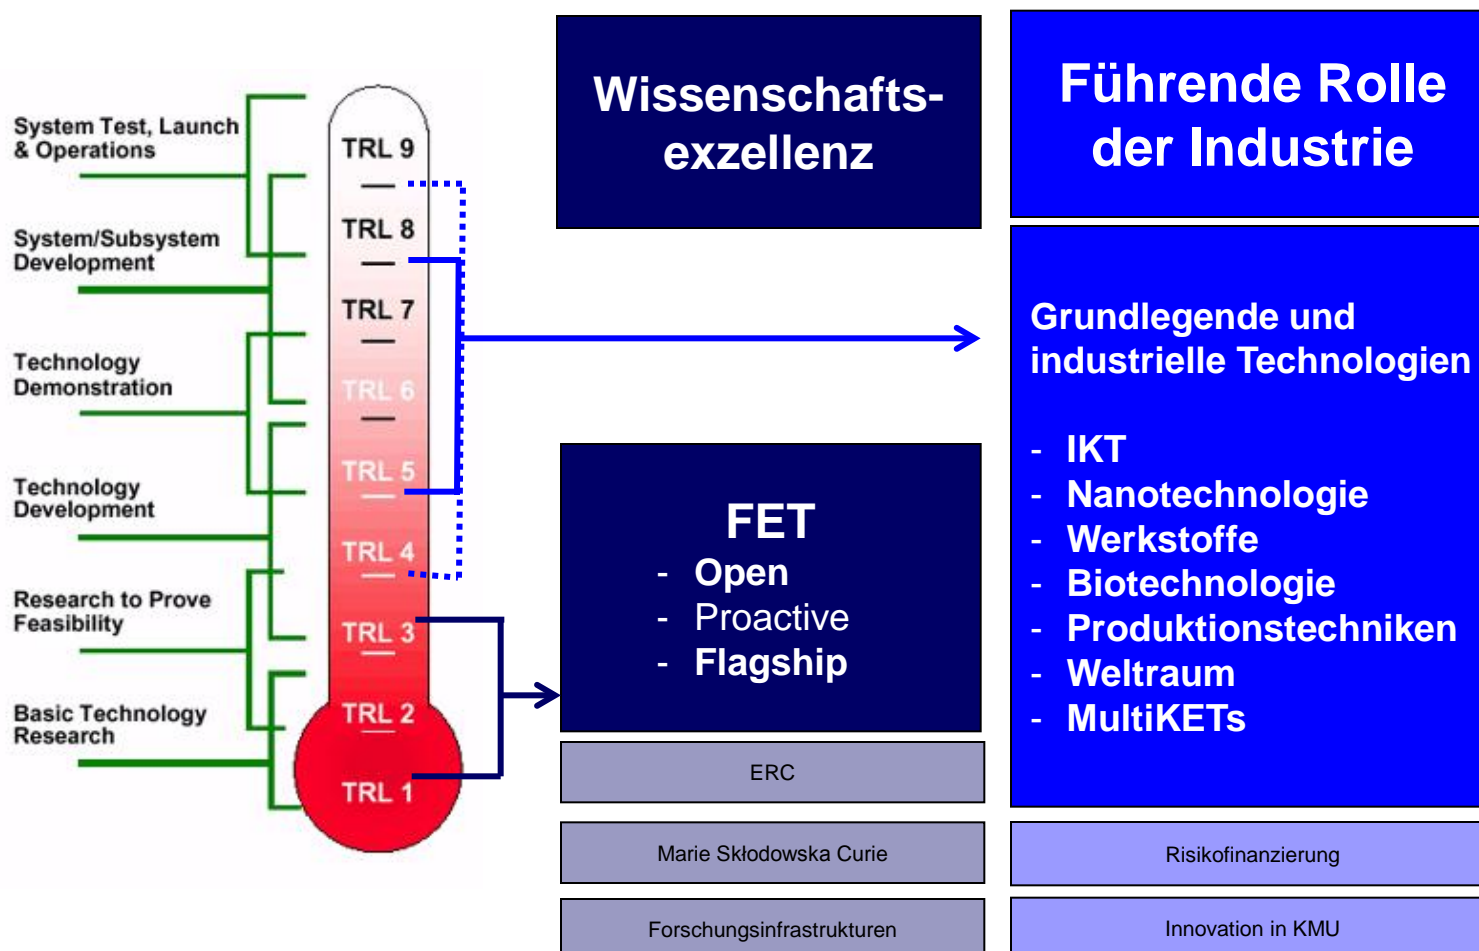 System Test, Launch
& Operations
System/Subsystem
Development
Technology
Demonstration
Technology
Development
Research to Prove
Feasibility
Basic Technology
Research
TRL 9
TRL 8
TRL 7
TRL 6
TRL 5
TRL 4
TRL 3
TRL 2
TRL 1
Wissenschafts-
exzellenz
FET
- Open
- Proactive
- Flagship
ERC
Marie Skłodowska Curie
Forschungsinfrastrukturen
Führende Rolle
der Industrie
Grundlegende und
industrielle Technologien
- IKT
- Nanotechnologie
- Werkstoffe
- Biotechnologie
- Produktionstechniken
- Weltraum
- MultiKETs
Risikofinanzierung
Innovation in KMU